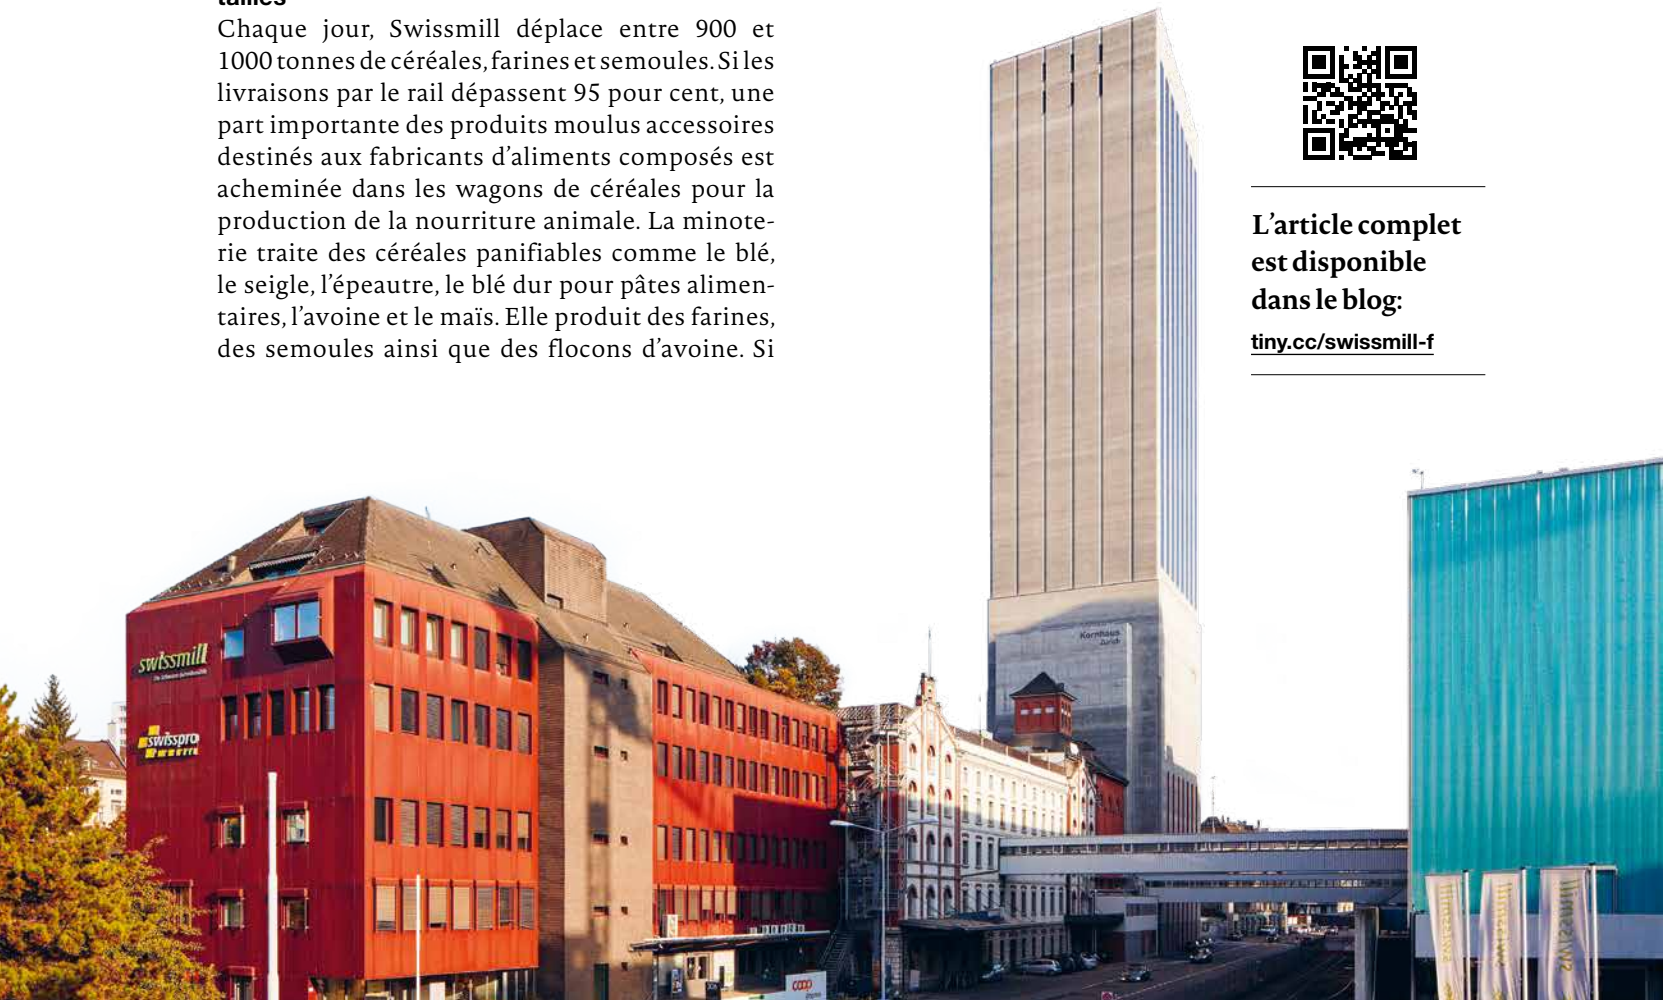 tailles
Chaque jour, Swissmill déplace entre 900 et
1000 tonnes de céréales, farines et semoules. Si les
livraisons par le rail dépassent 95 pour cent, une
part importante des produits moulus accessoires
destinés aux fabricants d’aliments composés est
acheminée dans les wagons de céréales pour la
production de la nourriture animale. La minote-
rie traite des céréales panifiables comme le blé,
le seigle, l’épeautre, le blé dur pour pâtes alimen-
taires, l’avoine et le maïs. Elle produit des farines,
des semoules ainsi que des flocons d’avoine. Si
L’article complet
est disponible
dans le blog:
tiny.cc/swissmill-f
Kornhaus
Zürich
swissmill
swisspro
coop